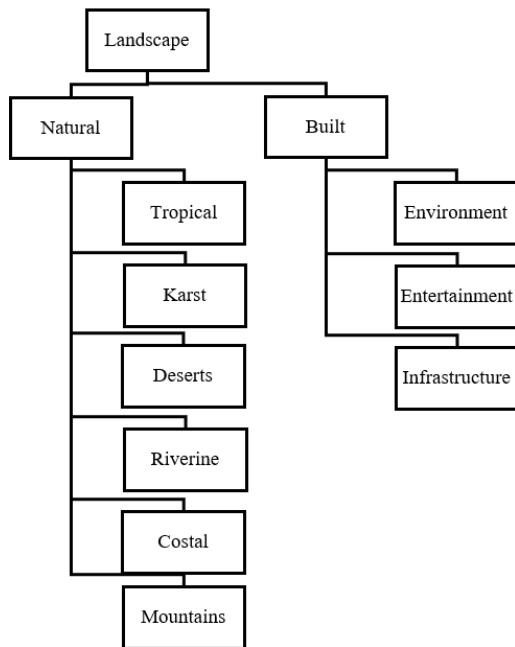 Landscape
Natural
Built
Tropical
Environment
Karst
Entertainment
Deserts
Infrastructure
Riverine
Costal
Mountains